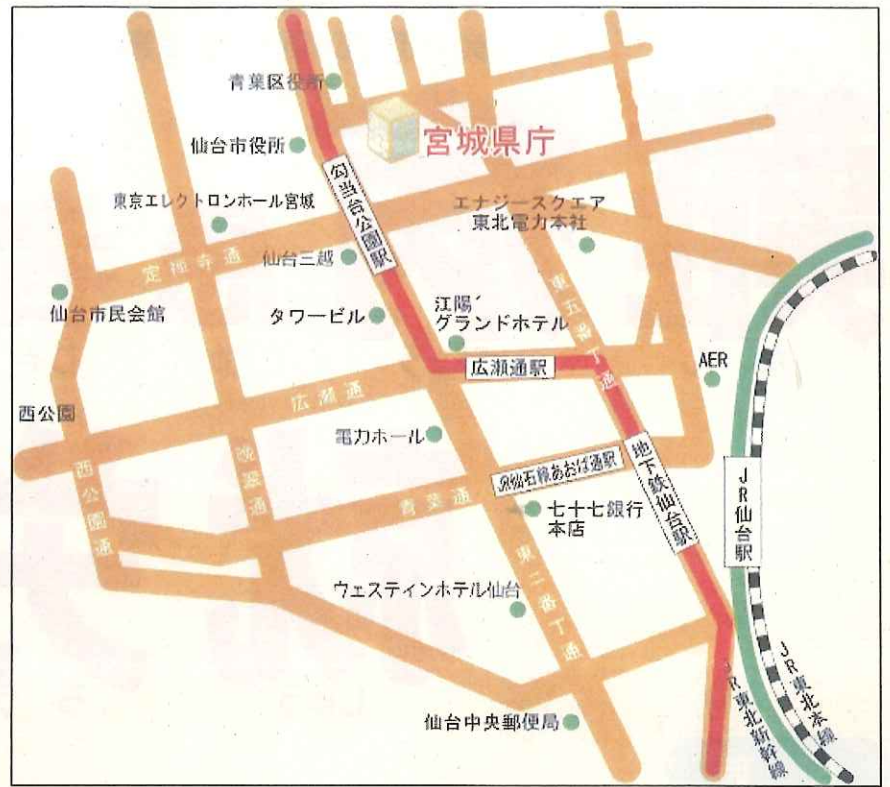 青葉区役所
宮城県庁
仙台市役所
勾当台公園駅
東京エレクトロンホール宮城
エナジースクエア
東北電力本社
定禅寺通
仙台三越
仙台市民会館
タワービル
江陽
グランドホテル
東五番丁通
広瀬通駅
AER
広瀬通
西公園
電力ホール
晩翠通
西公園通
JR仙石線あおば通駅
地下鉄仙台駅
JR仙台駅
青葉通
七十七銀行
本店
東二番丁通
ウェスティンホテル仙台
仙台中央郵便局
JR東北新幹線
JR東北本線